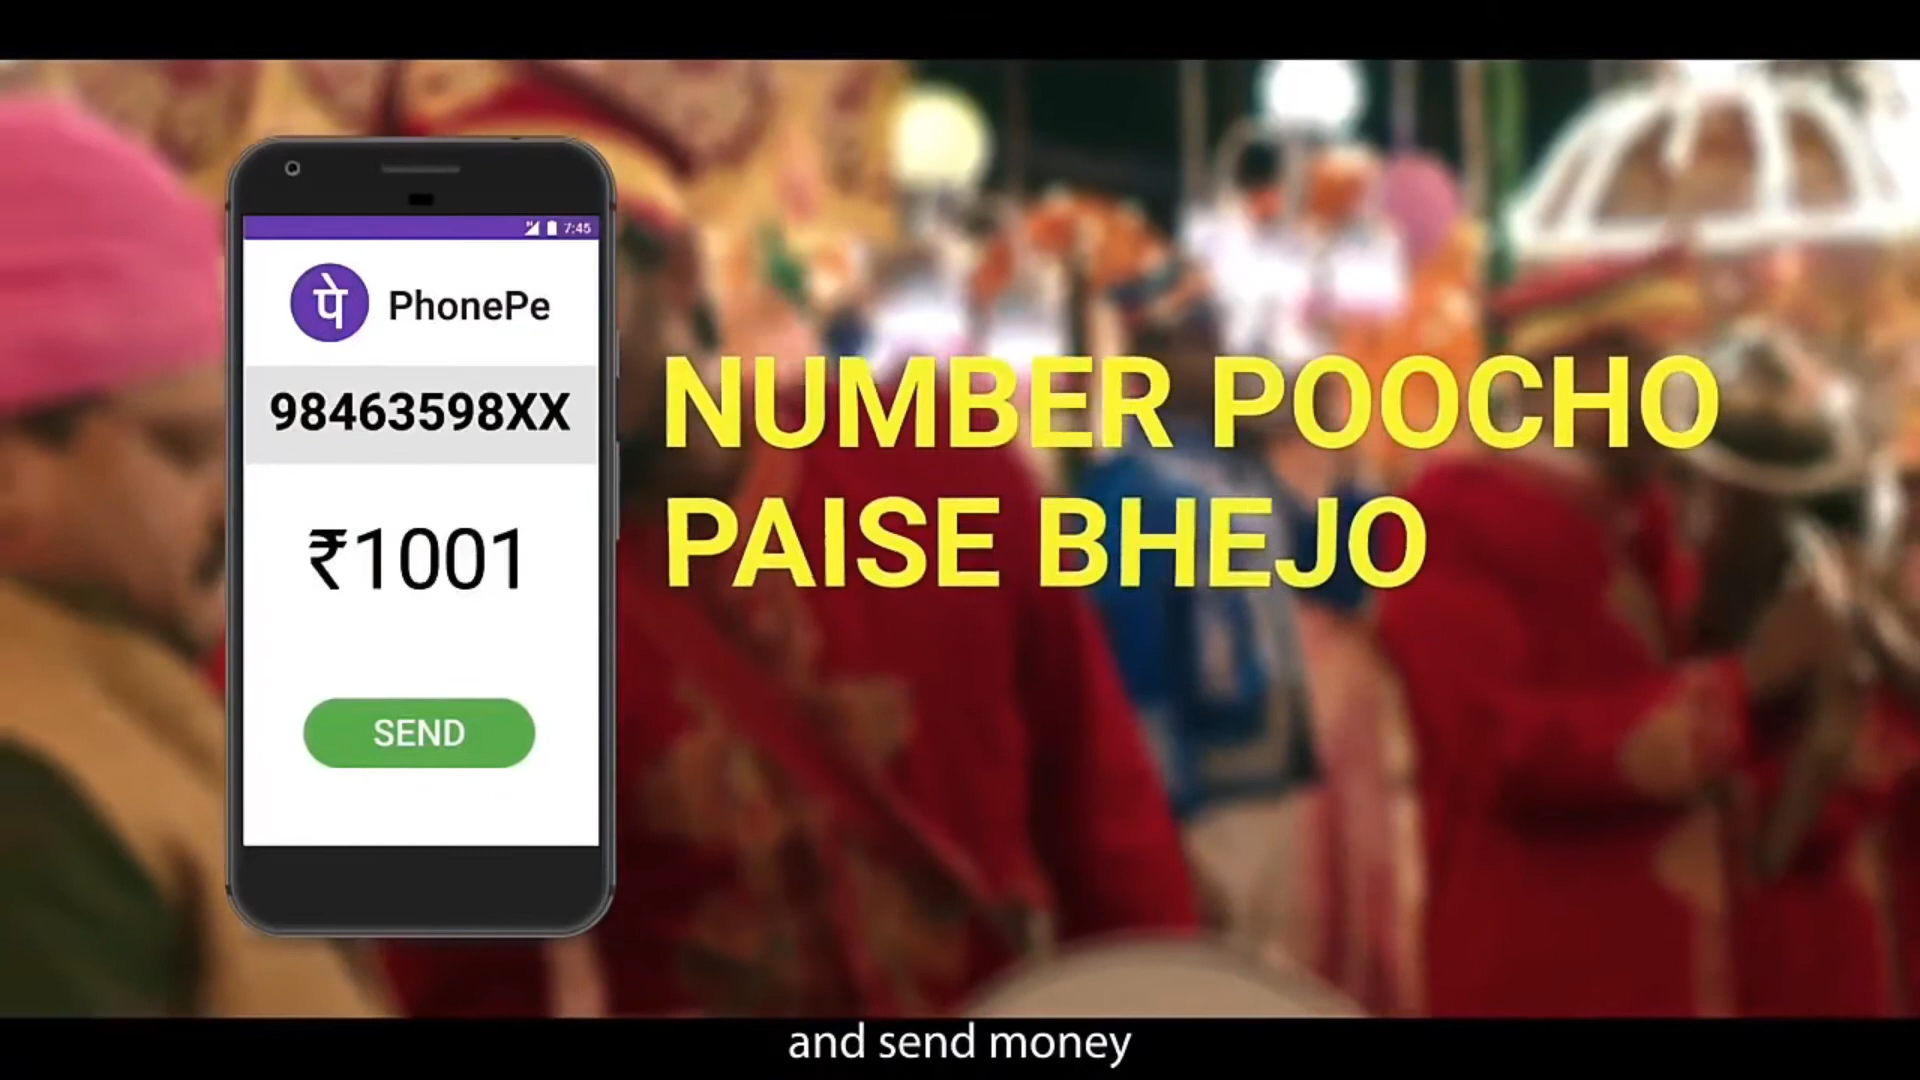 7:45
पे PhonePe
98463598XX
₹1001
SEND
NUMBER POOCHO
PAISE BHEJO
and send money